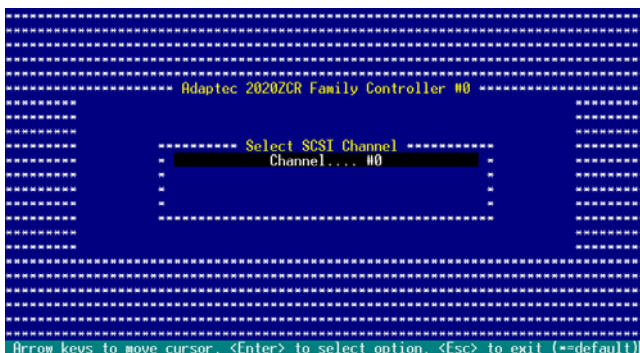 Adaptec 2020ZCR Family Controller #0
Select SCSI Channel
Channel.... #0
Arrow keys to move cursor, <Enter> to select option, <Esc> to exit (*=default)